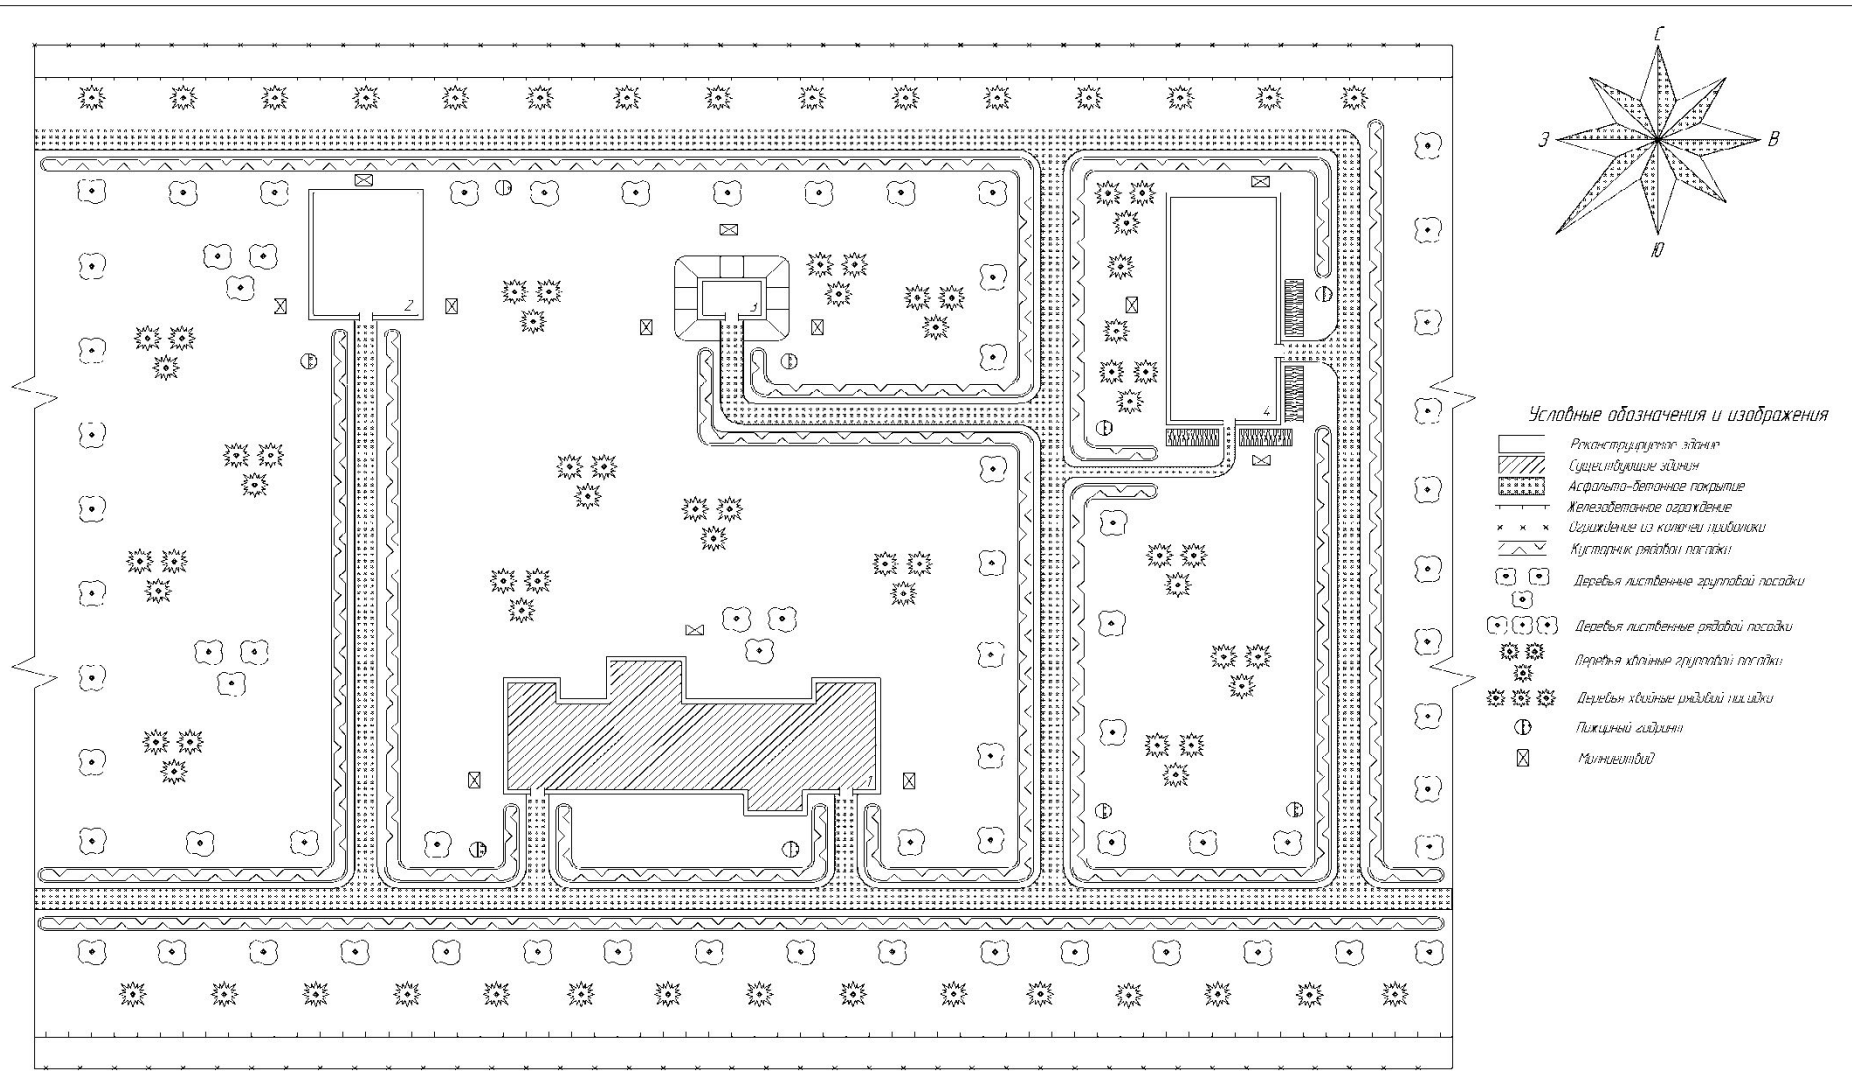 С
З
В
Ю
2
3
4
1
Условные обозначения и изображения
Реконструируемое здание
Существующие здания
Асфальто-бетонное покрытие
Железобетонное ограждение
Ограждение из колючей проволоки
Кустарник рядовой посадки
Деревья лиственные групповой посадки
Деревья лиственные рядовой посадки
Деревья хвойные групповой посадки
Деревья хвойные рядовой посадки
Пожарный гидрант
Молниеотвод